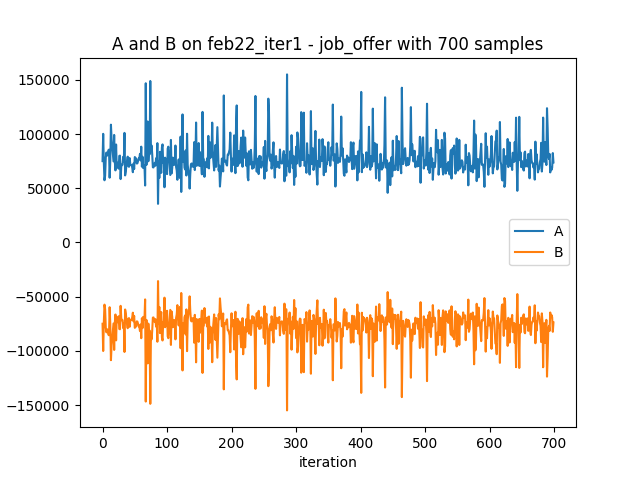 A and B on feb22_iter1 - job_offer with 700 samples
150000
100000
50000
0
−50000
−100000
−150000
A
B
0 100 200 300 400 500 600 700
iteration